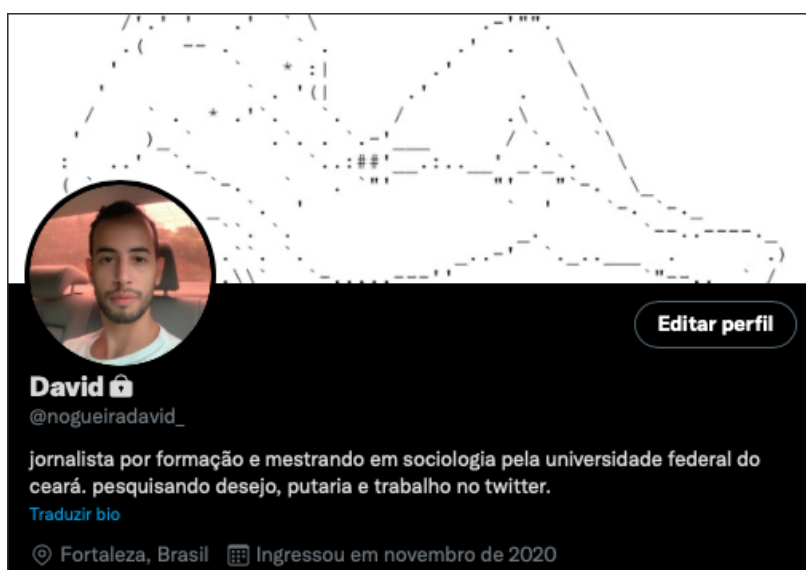 Editar perfil
David
@nogueiradavid_
jornalista por formação e mestrando em sociologia pela universidade federal do
ceará. pesquisando desejo, putaria e trabalho no twitter.
Traduzir bio
Fortaleza, Brasil Ingressou em novembro de 2020